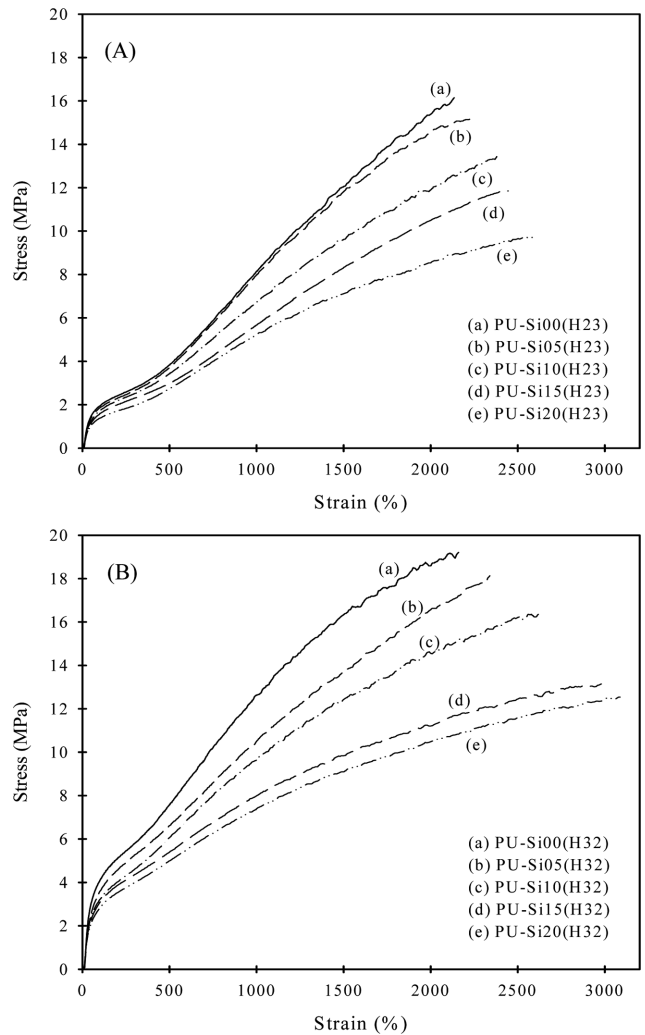 20
(A)
18
(a)
16
(b)
14
(c)
12
(d)
10
(e)
8
6
4
2
0
Stress (MPa)
(a) PU-Si00(H23)
(b) PU-Si05(H23)
(c) PU-Si10(H23)
(d) PU-Si15(H23)
(e) PU-Si20(H23)
0 500 1000 1500 2000 2500 3000
Strain (%)
20
(B)
18
(a)
16
(b)
14
(c)
12
(d)
10
(e)
8
6
4
2
0
Stress (MPa)
(a) PU-Si00(H32)
(b) PU-Si05(H32)
(c) PU-Si10(H32)
(d) PU-Si15(H32)
(e) PU-Si20(H32)
0 500 1000 1500 2000 2500 3000
Strain (%)